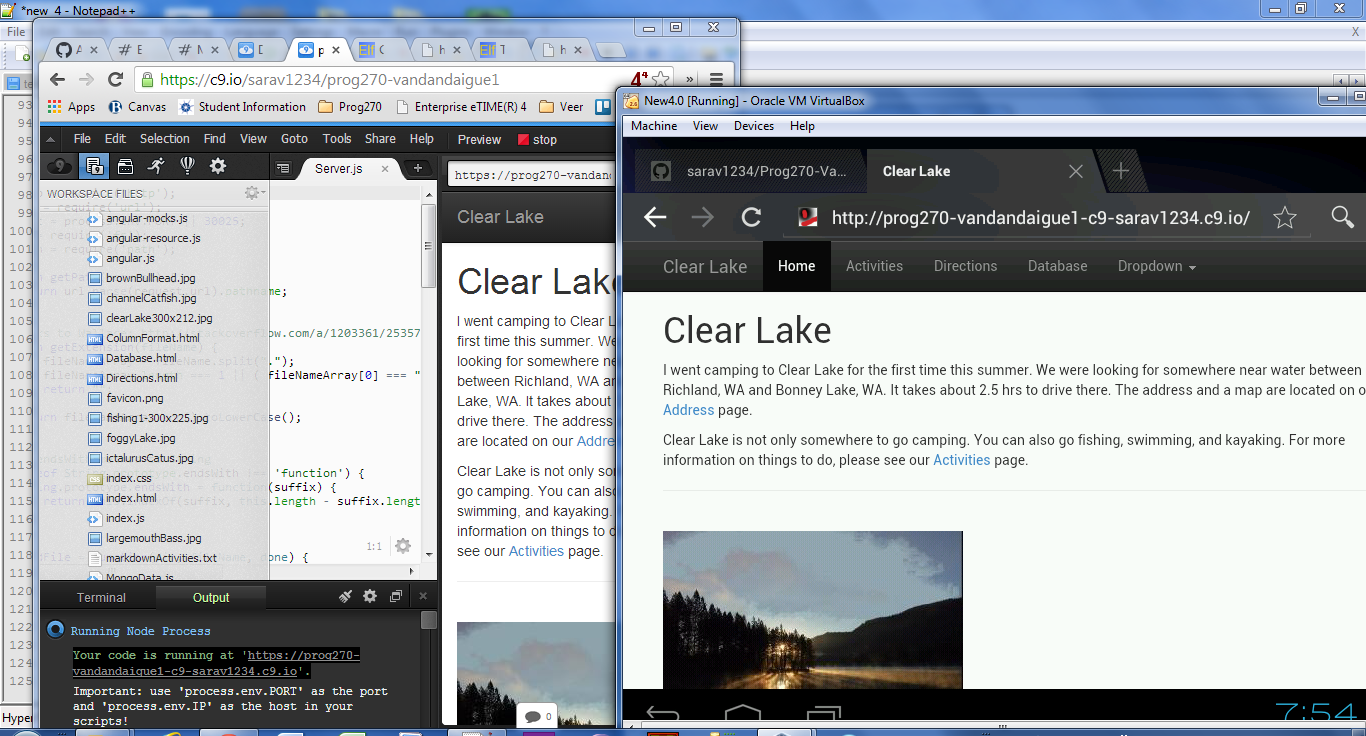 *new 4 - Notepad++
File
X
93
94
95
96
97
98
99
100
101
102
103
104
105
106
107
108
109
110
111
112
113
114
115
116
117
118
119
120
121
122
123
124
125
Hyper
A
# E
# N
D
p
Elf C
h
Elf T
h
https://c9.io/sarav1234/prog270-vandandaigue1
4⁴
»
Apps
Canvas
Student Information
Prog270
Enterprise eTIME(R) 4
Veer
File Edit Selection Find View Goto Tools Share Help Preview stop
Server.js
WORKSPACE FILES
angular-mocks.js
angular-resource.js
angular.js
brownBullhead.jpg
channelCatfish.jpg
clearLake300x212.jpg
ColumnFormat.html
Database.html
Directions.html
favicon.png
fishing1-300x225.jpg
foggyLake.jpg
ictalurusCatus.jpg
index.css
index.html
index.js
largemouthBass.jpg
markdownActivities.txt
MongoData.js
overflow.com/a/1203361/25357
fileNameArray[0] === "
'function') {
(suffix) {
.length - suffix.lengt
one) {
1:1
Terminal Output
Running Node Process
Your code is running at 'https://prog270-
vandandaigue1-c9-sarav1234.c9.io'.
Important: use 'process.env.PORT' as the port
and 'process.env.IP' as the host in your
scripts!
https://prog270-vandand
Clear Lake
Clear Lake
I went camping to Clear L
first time this summer. We
looking for somewhere ne
between Richland, WA an
Lake, WA. It takes about
drive there. The address
are located on our Addre
Clear Lake is not only so
go camping. You can also
swimming, and kayaking.
information on things to d
see our Activities page.
0
New4.0 [Running] - Oracle VM VirtualBox
Machine View Devices Help
sarav1234/Prog270-Va...
Clear Lake
http://prog270-vandandaigue1-c9-sarav1234.c9.io/
Clear Lake Home Activities Directions Database Dropdown
Clear Lake
I went camping to Clear Lake for the first time this summer. We were looking for somewhere near water between
Richland, WA and Bonney Lake, WA. It takes about 2.5 hrs to drive there. The address and a map are located on o
Address page.
Clear Lake is not only somewhere to go camping. You can also go fishing, swimming, and kayaking. For more
information on things to do, please see our Activities page.
7:54